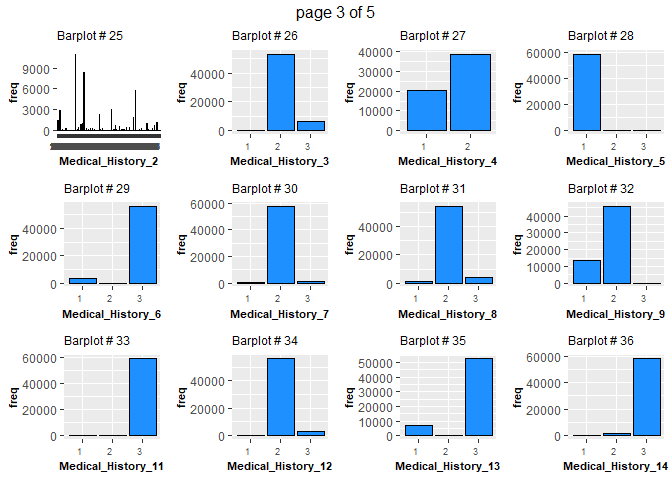 page 3 of 5
Barplot # 25
freq
9000
6000
3000
0
Medical_History_2
Barplot # 26
freq
40000
20000
0
1 2 3
Medical_History_3
Barplot # 27
freq
40000
30000
20000
10000
0
1 2
Medical_History_4
Barplot # 28
freq
60000
40000
20000
0
1 2 3
Medical_History_5
Barplot # 29
freq
40000
20000
0
1 2 3
Medical_History_6
Barplot # 30
freq
60000
40000
20000
0
1 2 3
Medical_History_7
Barplot # 31
freq
40000
20000
0
1 2 3
Medical_History_8
Barplot # 32
freq
40000
30000
20000
10000
0
1 2 3
Medical_History_9
Barplot # 33
freq
60000
40000
20000
0
1 2 3
Medical_History_11
Barplot # 34
freq
40000
20000
0
1 2 3
Medical_History_12
Barplot # 35
freq
50000
40000
30000
20000
10000
0
1 2 3
Medical_History_13
Barplot # 36
freq
60000
40000
20000
0
1 2 3
Medical_History_14